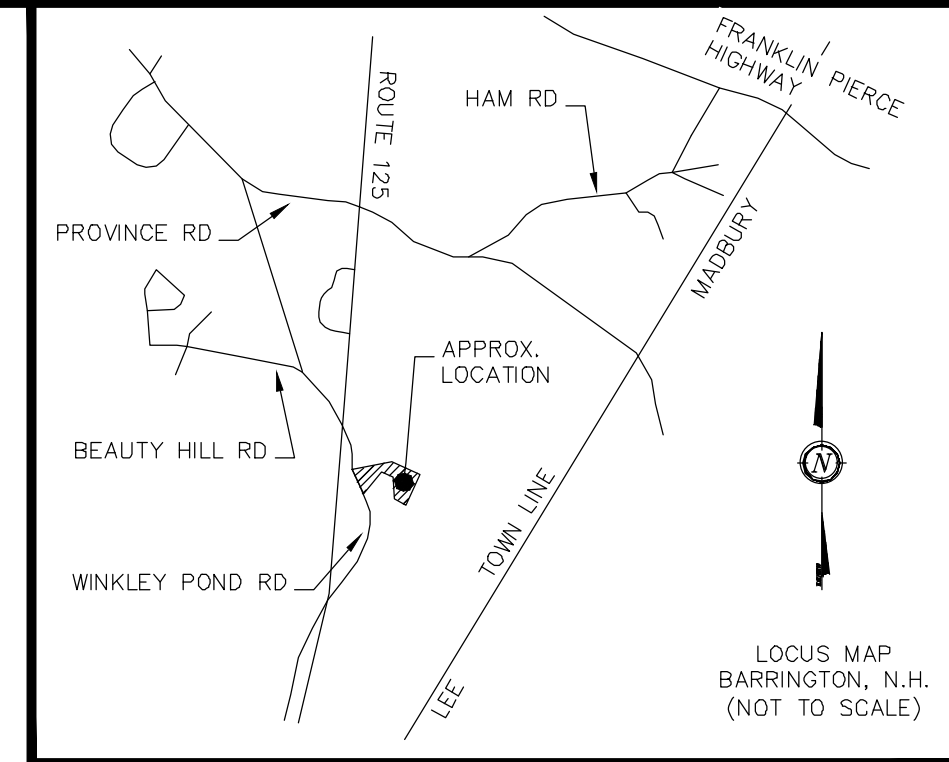 FRANKLIN PIERCE
HIGHWAY
HAM RD
ROUTE 125
PROVINCE RD
MADBURY
APPROX.
LOCATION
BEAUTY HILL RD
N
TOWN LINE
WINKLEY POND RD
LEE
LOCUS MAP
BARRINGTON, N.H.
(NOT TO SCALE)